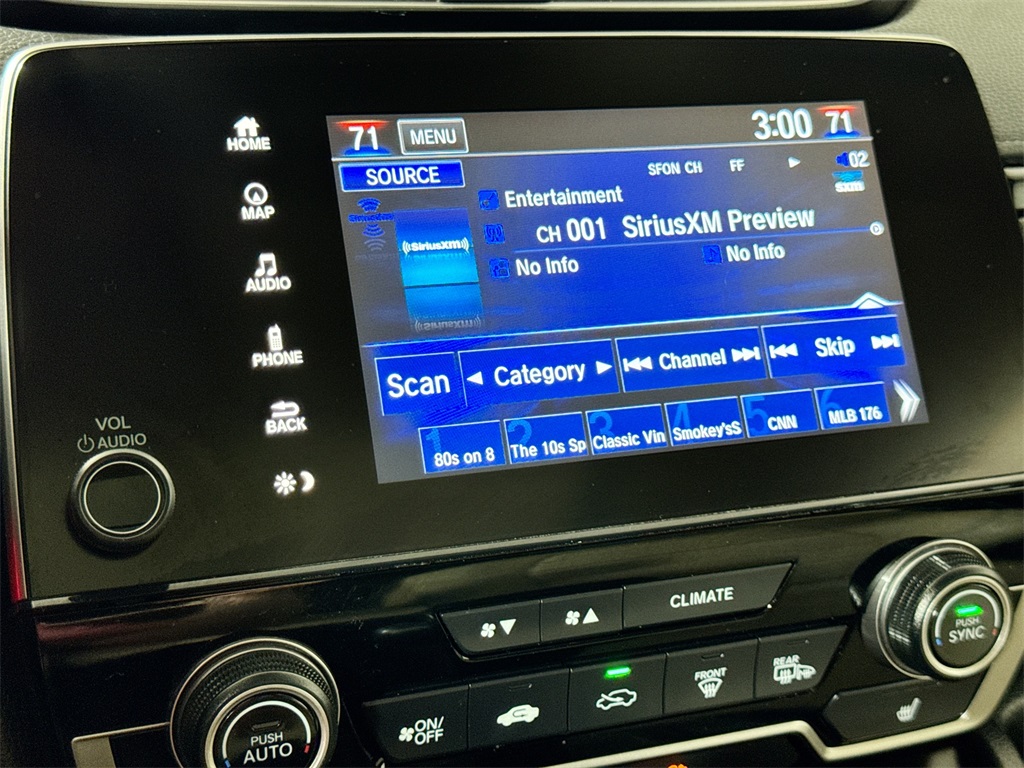 71 MENU 3:00 71
HOME
SOURCE
SFON CH FF
02
SXM
MAP
SiriusXM
Entertainment
CH 001 SiriusXM Preview
No Info No Info
AUDIO
PHONE
Scan Category Channel Skip
BACK
1 80s on 8
2 The 10s Sp
3 Classic Vin
4 Smokey'sS
5 CNN
6 MLB 176
VOL
AUDIO
CLIMATE
PUSH
SYNC
ON/
OFF
FRONT
REAR
PUSH
AUTO